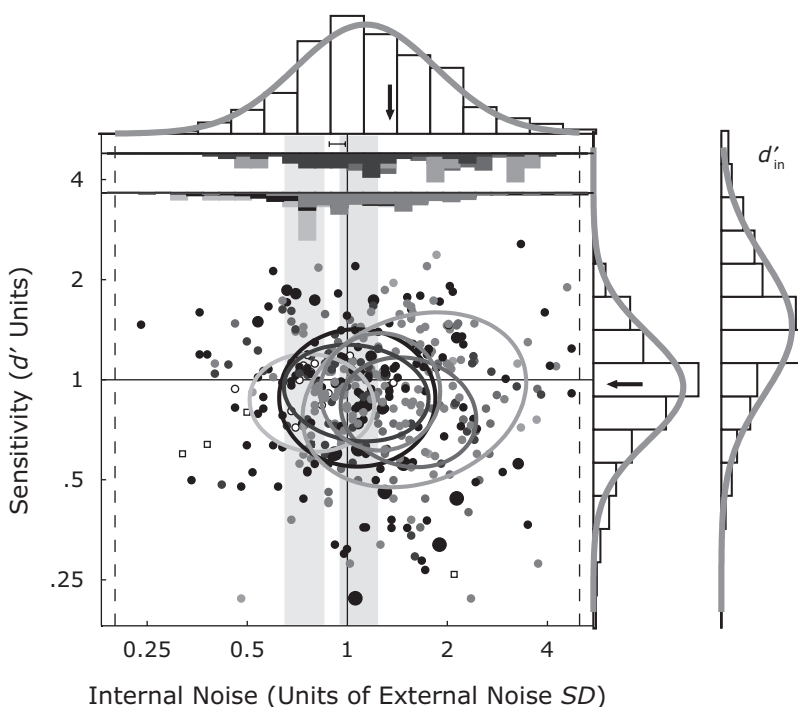 d′in
4
2
1
.5
.25
Sensitivity (d′ Units)
0.25 0.5 1 2 4
Internal Noise (Units of External Noise SD)